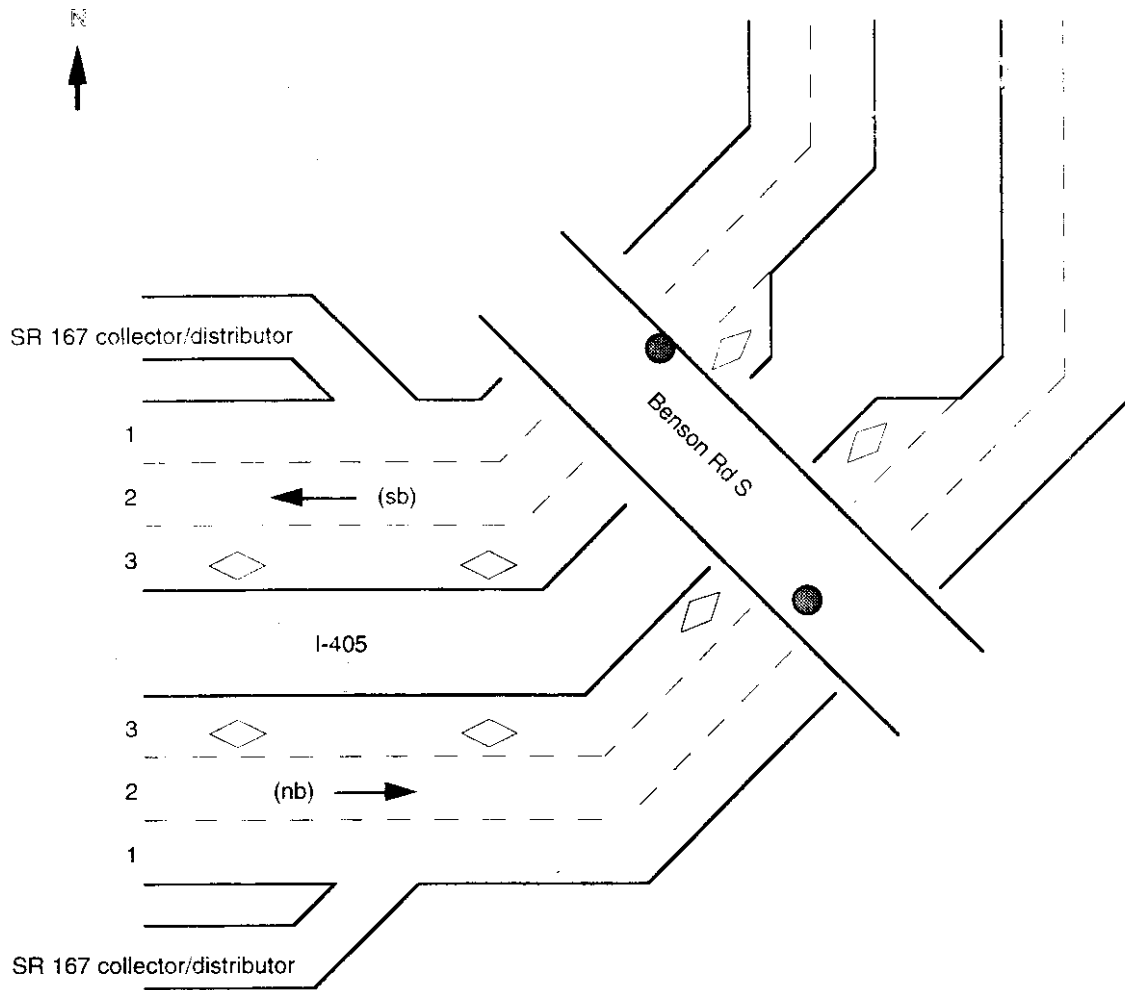 N
SR 167 collector/distributor
1
2
(sb)
3
Benson Rd S
I-405
3
2
(nb)
1
SR 167 collector/distributor